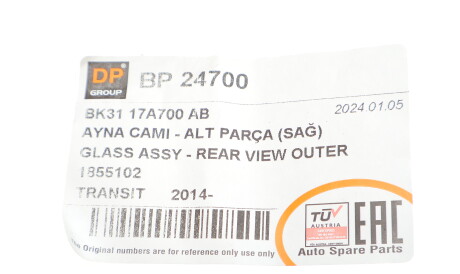 DP
GROUP
BP 24700
2024.01.05
BK31 17A700 AB
AYNA CAMI - ALT PARÇA (SAĞ)
GLASS ASSY - REAR VIEW OUTER
1855102
TRANSIT 2014-
TÜV
AUSTRIA
EAC
Auto Spare Parts
The Original numbers are for reference only use only